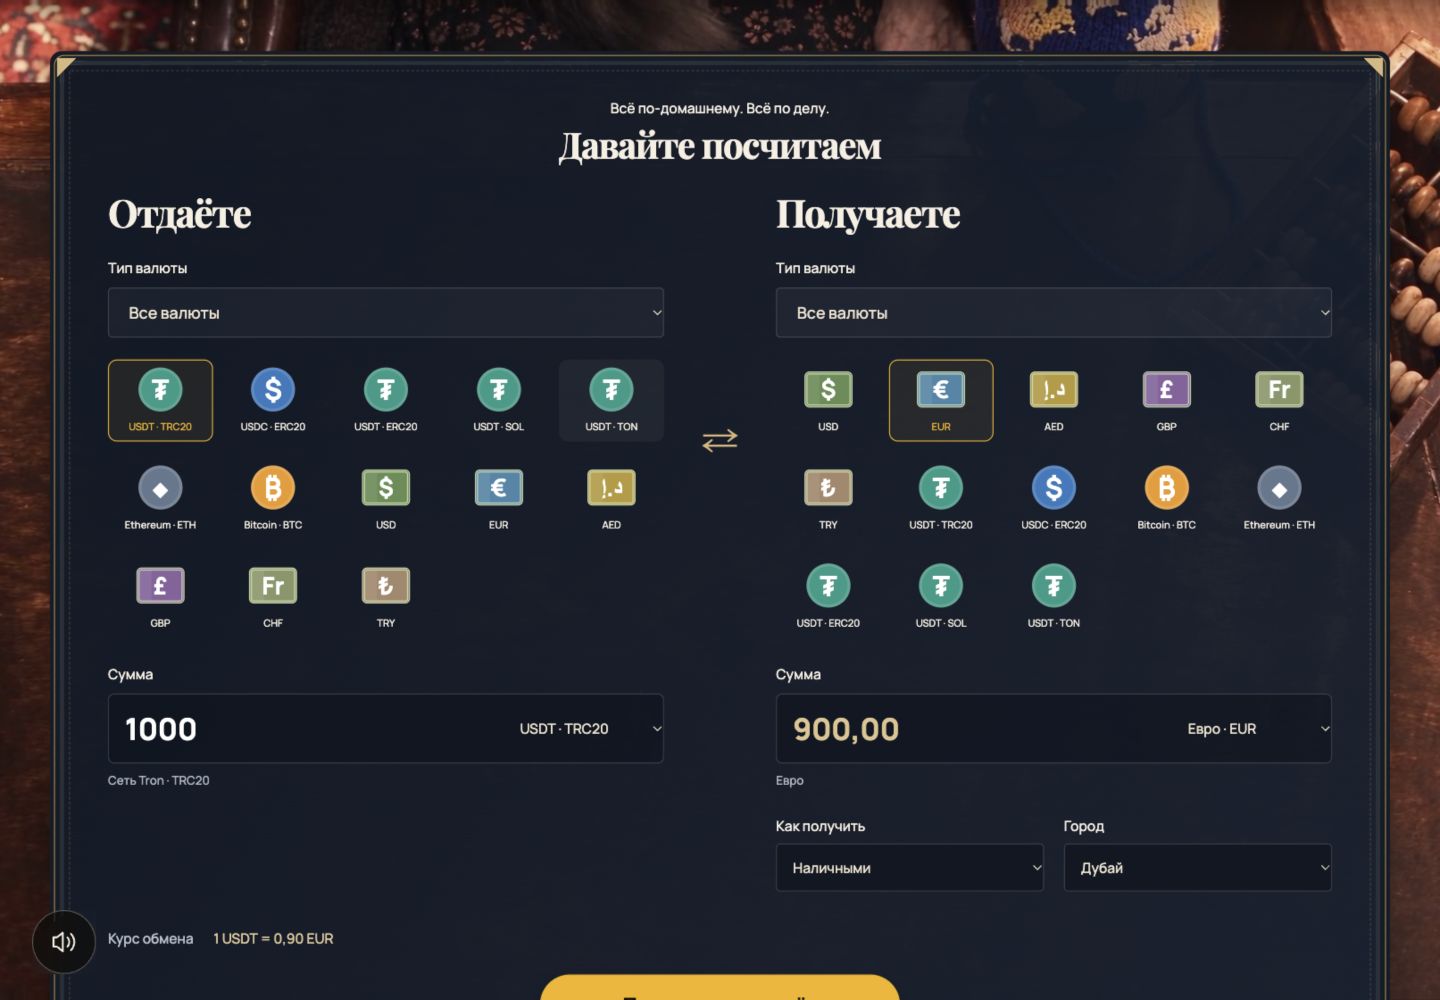 Всё по-домашнему. Всё по делу.
Давайте посчитаем
Отдаёте
Тип валюты
Все валюты
USDT · TRC20
USDC · ERC20
USDT · ERC20
USDT · SOL
USDT · TON
Ethereum · ETH
Bitcoin · BTC
$
USD
€
EUR
د.إ
AED
£
GBP
Fr
CHF
₺
TRY
Сумма
1000
USDT · TRC20
Сеть Tron · TRC20
Получаете
Тип валюты
Все валюты
$
USD
€
EUR
د.إ
AED
£
GBP
Fr
CHF
₺
TRY
USDT · TRC20
USDC · ERC20
Bitcoin · BTC
Ethereum · ETH
USDT · ERC20
USDT · SOL
USDT · TON
Сумма
900,00
Евро · EUR
Евро
Как получить
Город
Наличными
Дубай
Курс обмена 1 USDT = 0,90 EUR